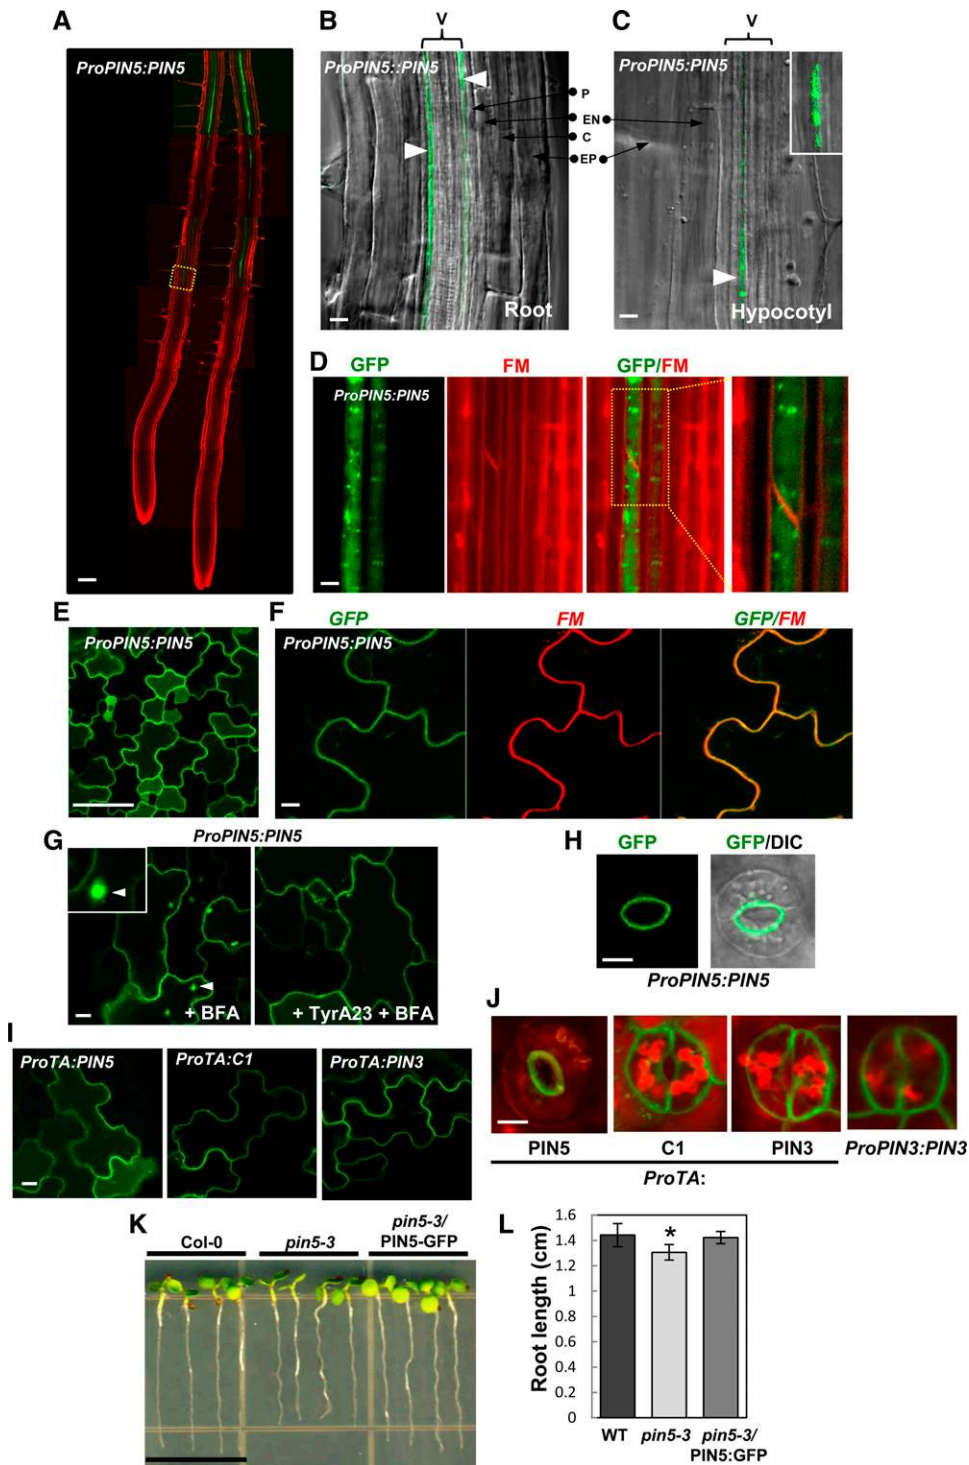 A
ProPIN5:PIN5
B
V
ProPIN5::PIN5
Root
P
EN
C
EP
C
V
ProPIN5:PIN5
Hypocotyl
D
GFP
FM
GFP/FM
ProPIN5:PIN5
E
ProPIN5:PIN5
F
GFP
FM
GFP/FM
ProPIN5:PIN5
G
ProPIN5:PIN5
+ BFA
+ TyrA23 + BFA
H
GFP
GFP/DIC
ProPIN5:PIN5
I
ProTA:PIN5
ProTA:C1
ProTA:PIN3
J
PIN5
C1
PIN3
ProPIN3:PIN3
ProTA:
K
Col-0
pin5-3
pin5-3/
PIN5-GFP
L
Root length (cm)
1.6
1.4
1.2
1
0.8
0.6
0.4
0.2
0
*
WT
pin5-3
pin5-3/
PIN5:GFP